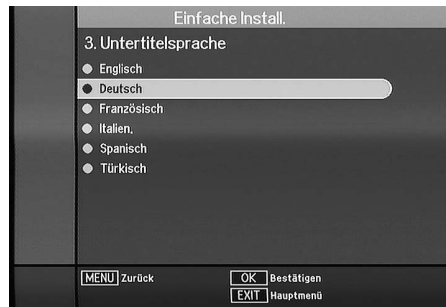 Einfache Install.
3. Untertitelsprache
Englisch
Deutsch
Französisch
Italien.
Spanisch
Türkisch
MENU Zurück OK Bestätigen
EXIT Hauptmenü